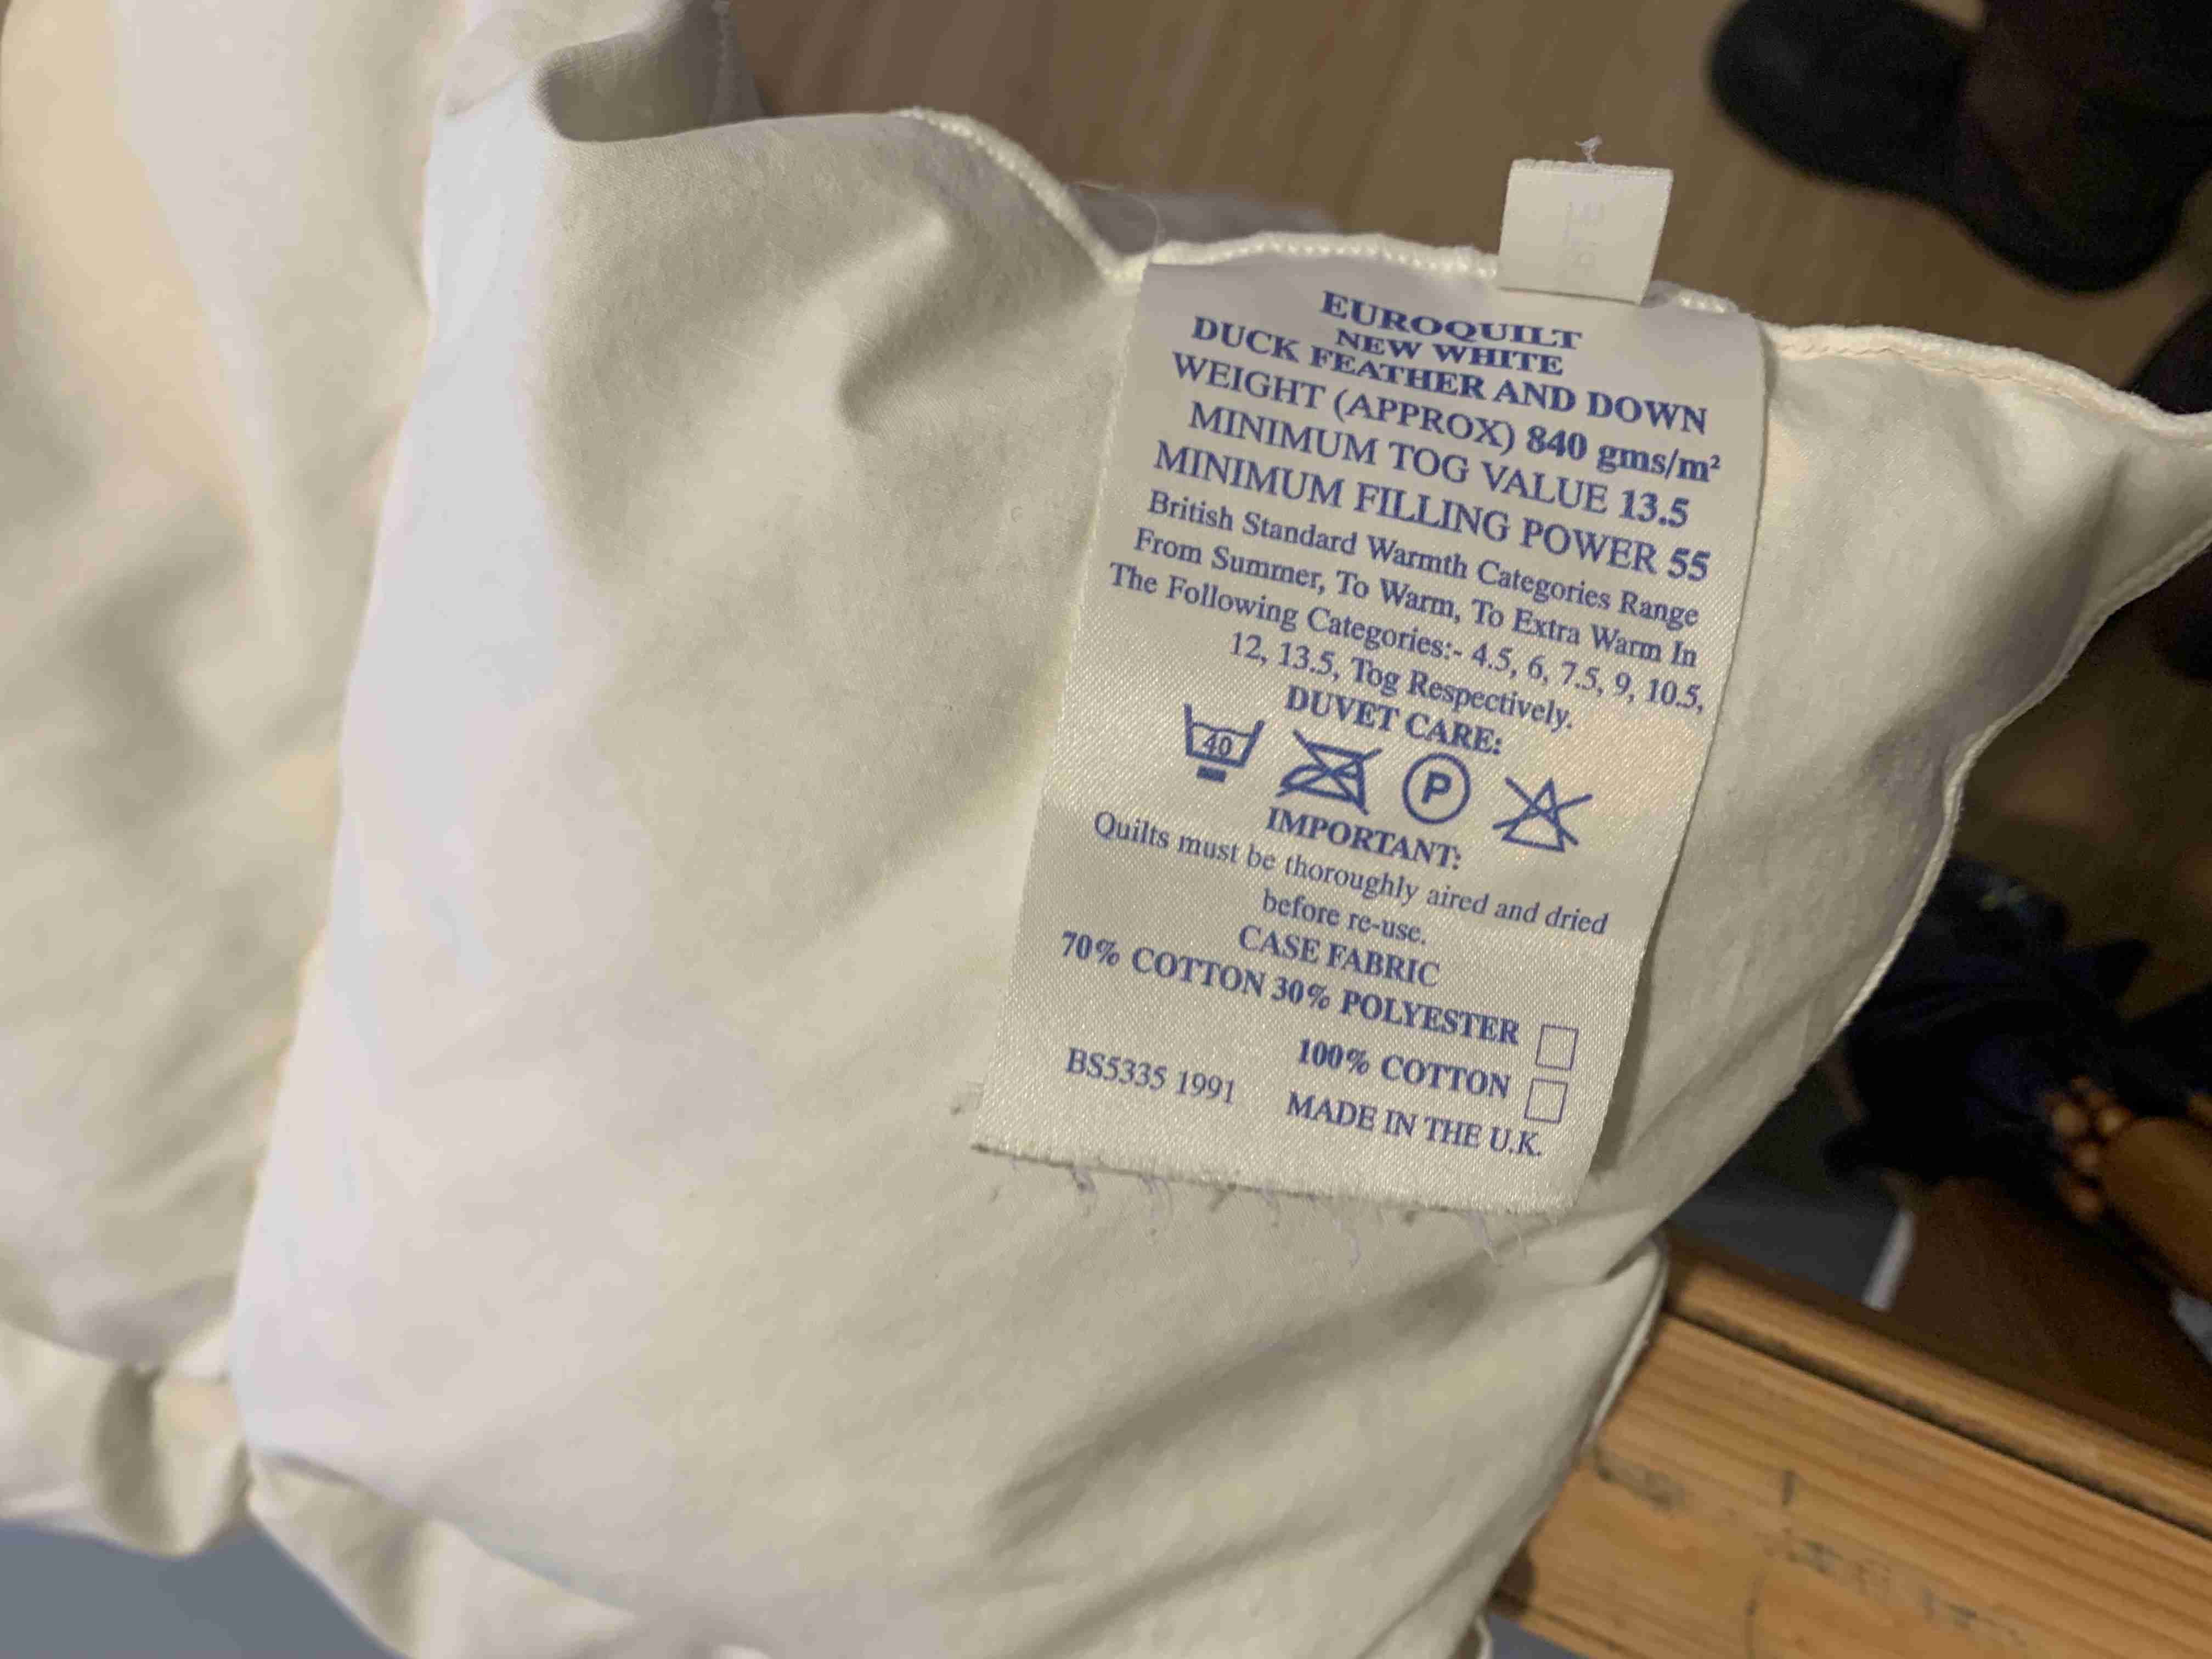 EUROQUILT
NEW WHITE
DUCK FEATHER AND DOWN
WEIGHT (APPROX) 840 gms/m²
MINIMUM TOG VALUE 13.5
MINIMUM FILLING POWER 55
British Standard Warmth Categories Range
From Summer, To Warm, To Extra Warm In
The Following Categories:- 4.5, 6, 7.5, 9, 10.5,
12, 13.5, Tog Respectively.
DUVET CARE:
40
P
IMPORTANT:
Quilts must be thoroughly aired and dried
before re-use.
CASE FABRIC
70% COTTON 30% POLYESTER
100% COTTON
BS5335 1991 MADE IN THE U.K.